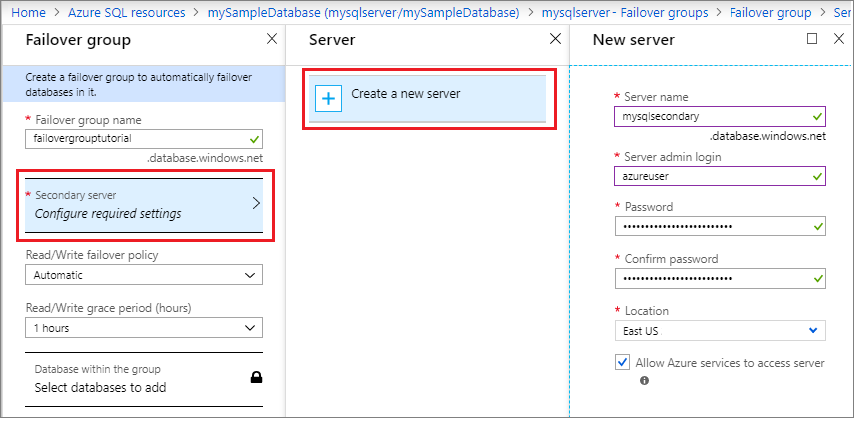 Home > Azure SQL resources > mySampleDatabase (mysqlserver/mySampleDatabase) > mysqlserver - Failover groups > Failover group > Ser
Failover group
Create a failover group to automatically failover
databases in it.
* Failover group name
failovergrouptutorial
.database.windows.net
* Secondary server
Configure required settings
Read/Write failover policy
Automatic
Read/Write grace period (hours)
1 hours
Database within the group
Select databases to add
Server
Create a new server
New server
* Server name
mysqlsecondary
.database.windows.net
* Server admin login
azureuser
* Password
* Confirm password
* Location
East US
Allow Azure services to access server